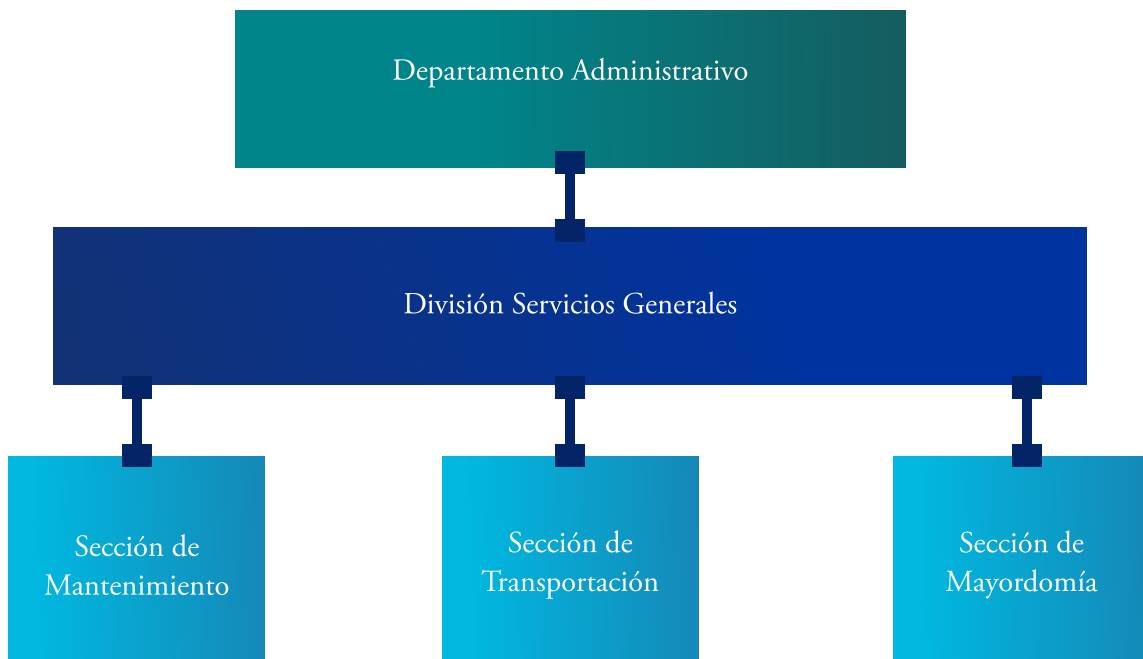 Departamento Administrativo
División Servicios Generales
Sección de
Mantenimiento
Sección de
Transportación
Sección de
Mayordomía